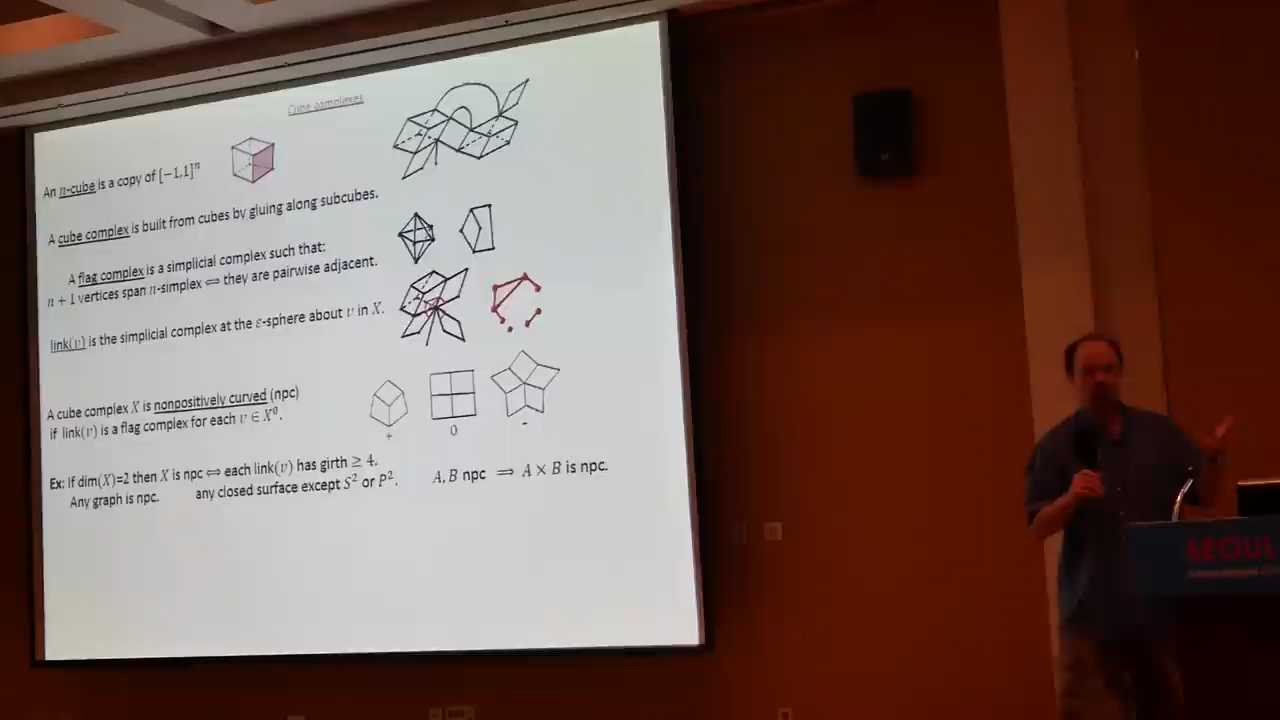 Cube complexes
An n-cube is a copy of [−1,1]ⁿ
A cube complex is built from cubes by gluing along subcubes.
A flag complex is a simplicial complex such that:
n + 1 vertices span n-simplex ⟺ they are pairwise adjacent.
link(v) is the simplicial complex at the ε-sphere about v in X.
A cube complex X is nonpositively curved (npc)
if link(v) is a flag complex for each v ∈ X⁰.
+ 0 -
Ex: If dim(X)=2 then X is npc ⟺ each link(v) has girth ≥ 4.
Any graph is npc. any closed surface except S² or P². A, B npc ⟹ A × B is npc.
SEOUL